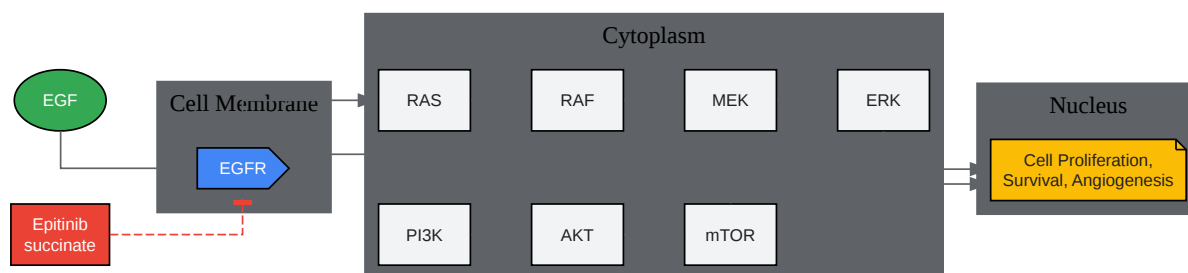 EGF
Epitinib
succinate
Cell Membrane
EGFR
Cytoplasm
RAS
RAF
MEK
ERK
PI3K
AKT
mTOR
Nucleus
Cell Proliferation,
Survival, Angiogenesis